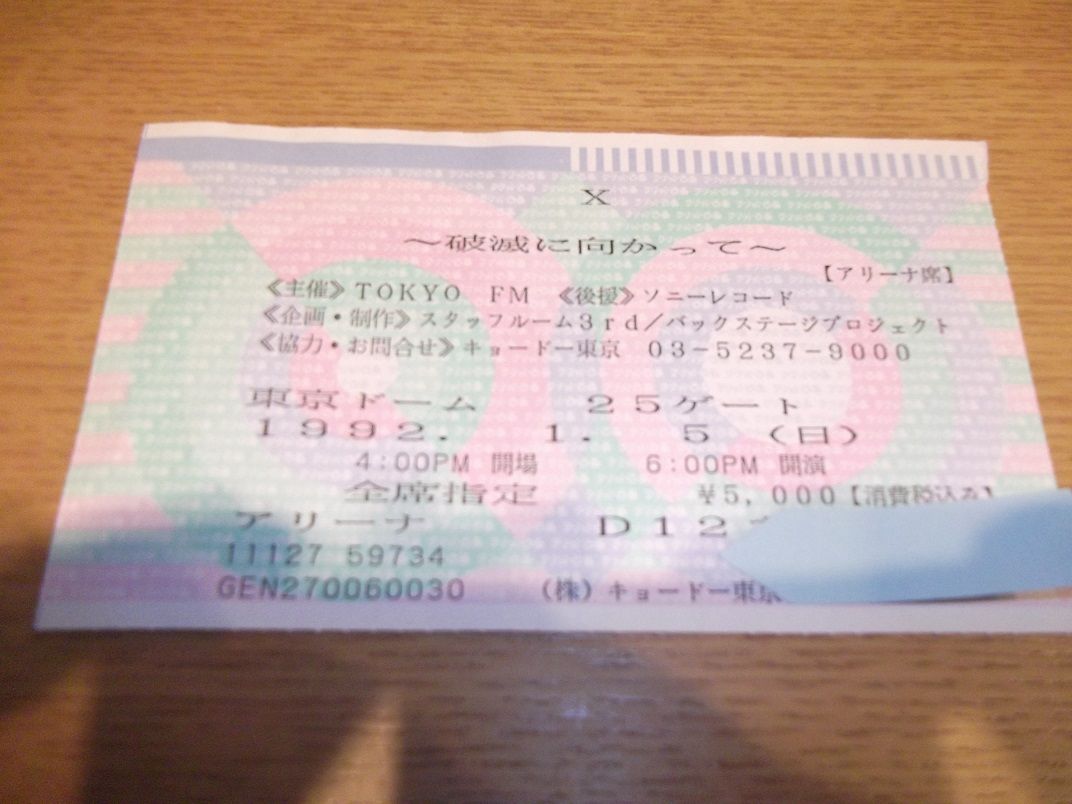 X
〜破滅に向かって〜
【アリーナ席】
《主催》TOKYO FM 《後援》ソニーレコード
《企画・制作》スタッフルーム3rd/バックステージプロジェクト
《協力・お問合せ》キョードー東京 03-5237-9000
東京ドーム 25ゲート
1992. 1. 5 (日)
4:00PM 開場 6:00PM 開演
全席指定 ¥5,000【消費税込み】
アリーナ D12
11127 59734
GEN270060030 (株)キョードー東京